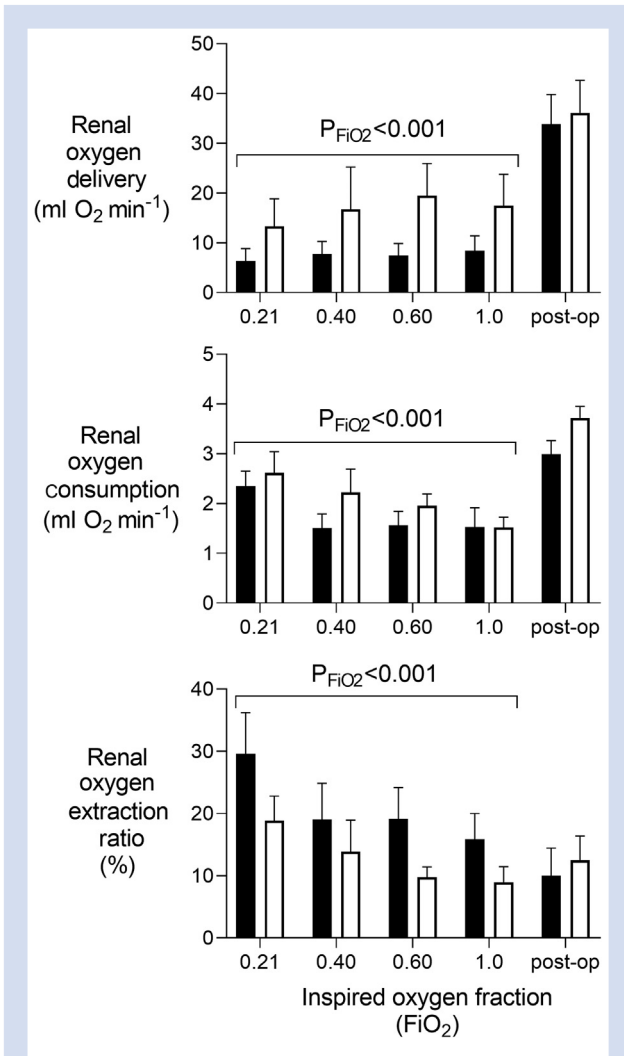 50
40
30
20
10
0
Renal
oxygen
delivery
(ml O₂ min⁻¹)
P_FiO2<0.001
0.21 0.40 0.60 1.0 post-op
5
4
3
2
1
0
Renal
oxygen
consumption
(ml O₂ min⁻¹)
P_FiO2<0.001
0.21 0.40 0.60 1.0 post-op
40
30
20
10
0
Renal
oxygen
extraction
ratio
(%)
P_FiO2<0.001
0.21 0.40 0.60 1.0 post-op
Inspired oxygen fraction
(FiO₂)